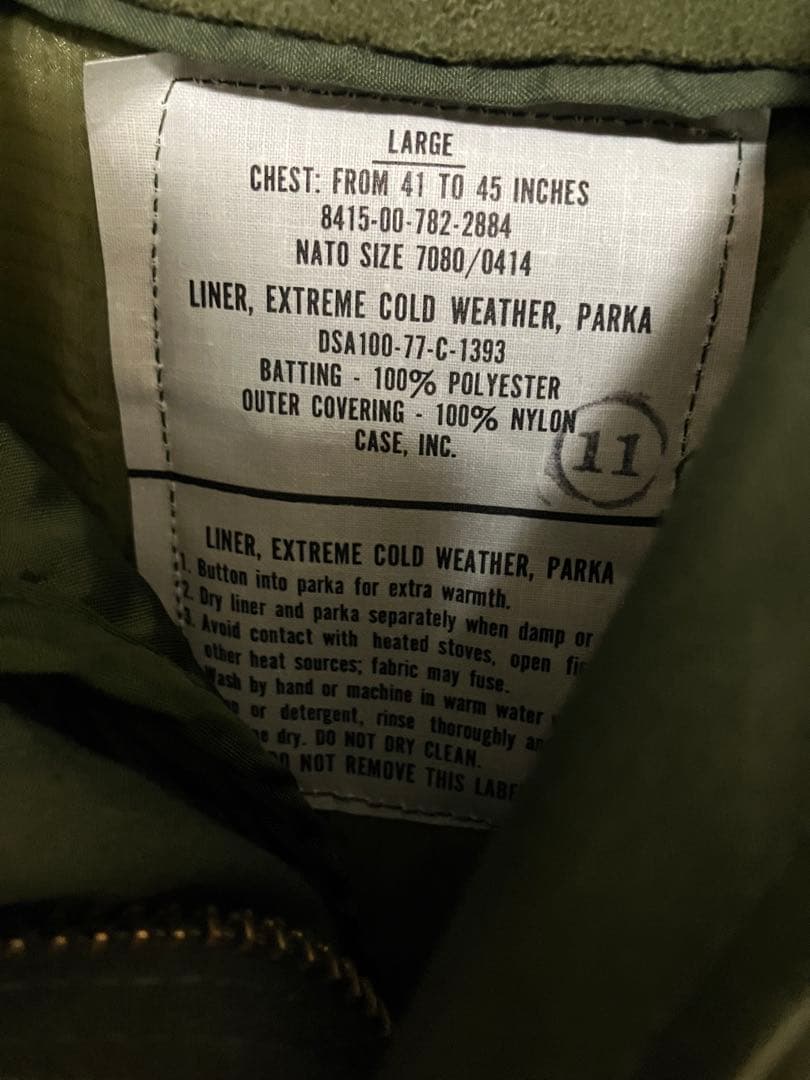 LARGE
CHEST: FROM 41 TO 45 INCHES
8415-00-782-2884
NATO SIZE 7080/0414
LINER, EXTREME COLD WEATHER, PARKA
DSA100-77-C-1393
BATTING - 100% POLYESTER
OUTER COVERING - 100% NYLON
CASE, INC.
11
LINER, EXTREME COLD WEATHER, PARKA
1. Button into parka for extra warmth.
2. Dry liner and parka separately when damp or
3. Avoid contact with heated stoves, open
other heat sources; fabric may fuse.
Wash by hand or machine in warm water
or detergent, rinse thoroughly
dry. DO NOT DRY CLEAN.
DO NOT REMOVE THIS